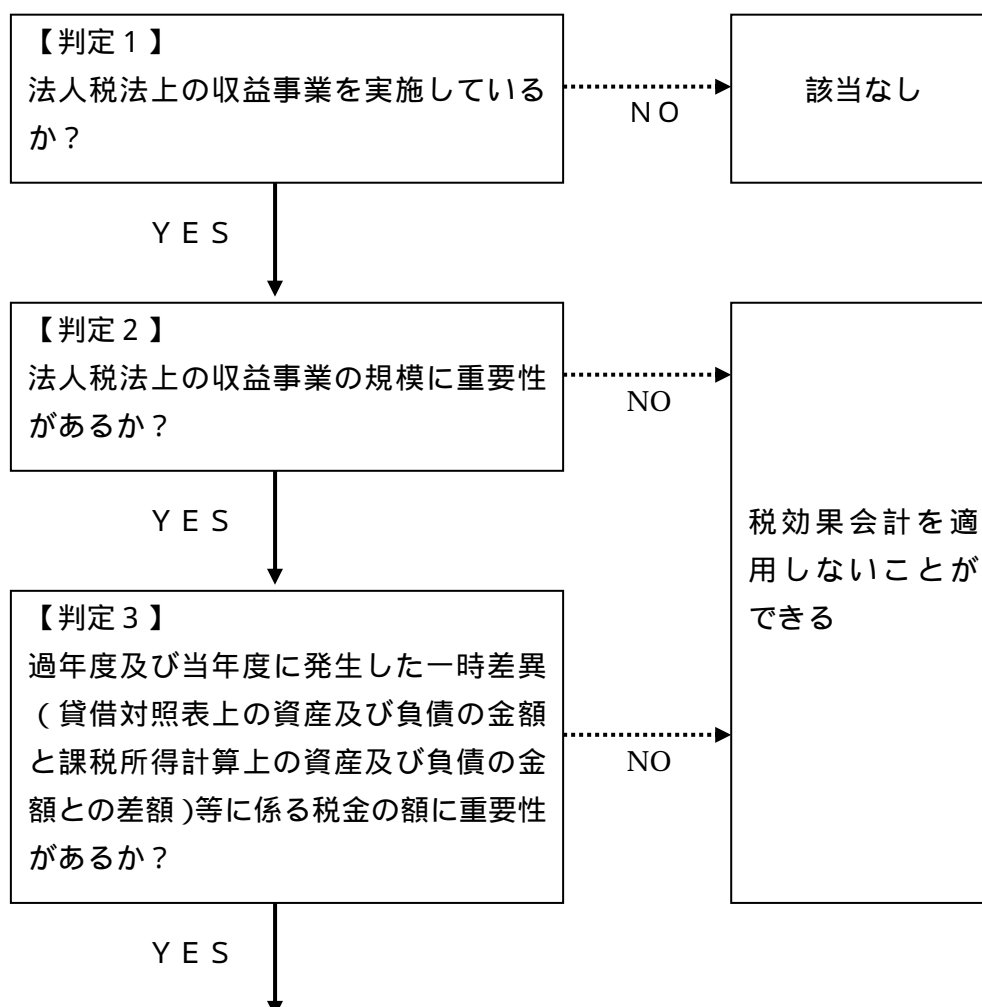 【判定１】
法人税法上の収益事業を実施している
か？
ＮＯ
該当なし
ＹＥＳ
【判定２】
法人税法上の収益事業の規模に重要性
があるか？
NO
ＹＥＳ
税効果会計を適
用しないことが
できる
【判定３】
過年度及び当年度に発生した一時差異
（貸借対照表上の資産及び負債の金額
と課税所得計算上の資産及び負債の金
額との差額）等に係る税金の額に重要性
があるか？
NO
ＹＥＳ